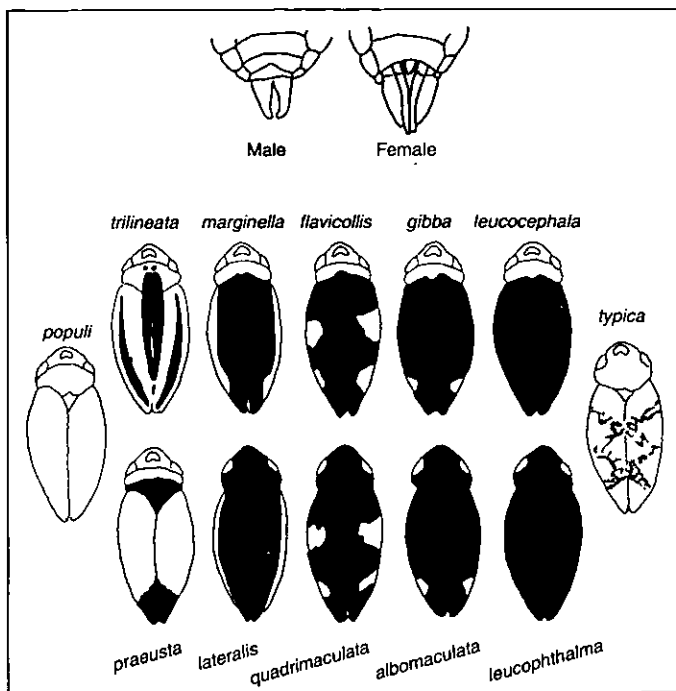 Male Female
trilineata marginella flavicollis gibba leucocephala
populi typica
praeusta lateralis quadrimaculata albomaculata leucophthalma